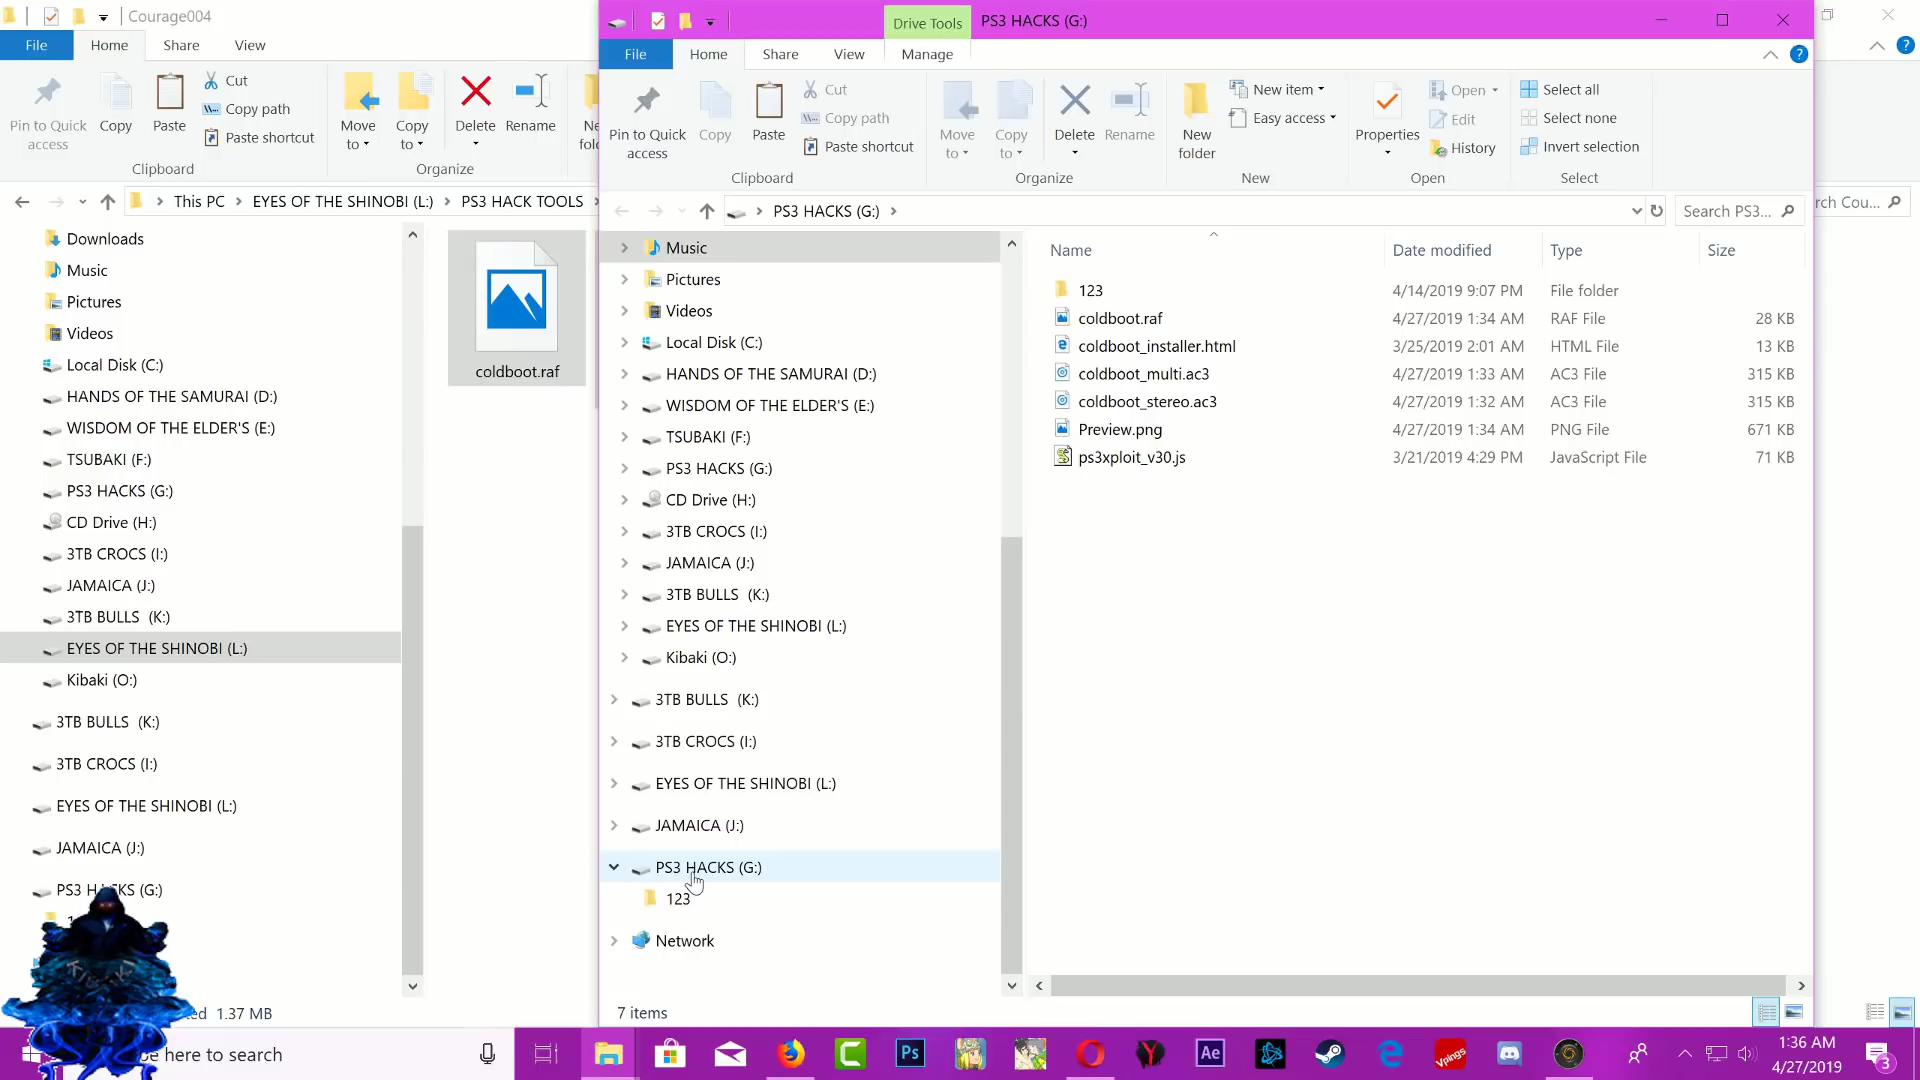 Courage004
File
Home
Share
View
Pin to Quick
access
Copy
Paste
Cut
Copy path
Paste shortcut
Clipboard
Move
to
Copy
to
Delete
Rename
Organize
This PC
EYES OF THE SHINOBI (L:)
PS3 HACK TOOLS
Downloads
Music
Pictures
Videos
Local Disk (C:)
HANDS OF THE SAMURAI (D:)
WISDOM OF THE ELDER'S (E:)
TSUBAKI (F:)
PS3 HACKS (G:)
CD Drive (H:)
3TB CROCS (I:)
JAMAICA (J:)
3TB BULLS (K:)
EYES OF THE SHINOBI (L:)
Kibaki (O:)
3TB BULLS (K:)
3TB CROCS (I:)
EYES OF THE SHINOBI (L:)
JAMAICA (J:)
PS3 HACKS (G:)
1.37 MB
coldboot.raf
Drive Tools
PS3 HACKS (G:)
File
Home
Share
View
Manage
Pin to Quick
access
Copy
Paste
Cut
Copy path
Paste shortcut
Clipboard
Move
to
Copy
to
Delete
Rename
Organize
New
folder
New item
Easy access
New
Properties
Open
Edit
History
Open
Select all
Select none
Invert selection
Select
PS3 HACKS (G:)
Search PS3...
rch Cou...
Music
Pictures
Videos
Local Disk (C:)
HANDS OF THE SAMURAI (D:)
WISDOM OF THE ELDER'S (E:)
TSUBAKI (F:)
PS3 HACKS (G:)
CD Drive (H:)
3TB CROCS (I:)
JAMAICA (J:)
3TB BULLS (K:)
EYES OF THE SHINOBI (L:)
Kibaki (O:)
3TB BULLS (K:)
3TB CROCS (I:)
EYES OF THE SHINOBI (L:)
JAMAICA (J:)
PS3 HACKS (G:)
123
Network
7 items
Name Date modified Type Size
123 4/14/2019 9:07 PM File folder
coldboot.raf 4/27/2019 1:34 AM RAF File 28 KB
coldboot_installer.html 3/25/2019 2:01 AM HTML File 13 KB
coldboot_multi.ac3 4/27/2019 1:33 AM AC3 File 315 KB
coldboot_stereo.ac3 4/27/2019 1:32 AM AC3 File 315 KB
Preview.png 4/27/2019 1:34 AM PNG File 671 KB
ps3xploit_v30.js 3/21/2019 4:29 PM JavaScript File 71 KB
here to search
Ps
Ae
Vpings
1:36 AM
4/27/2019
3